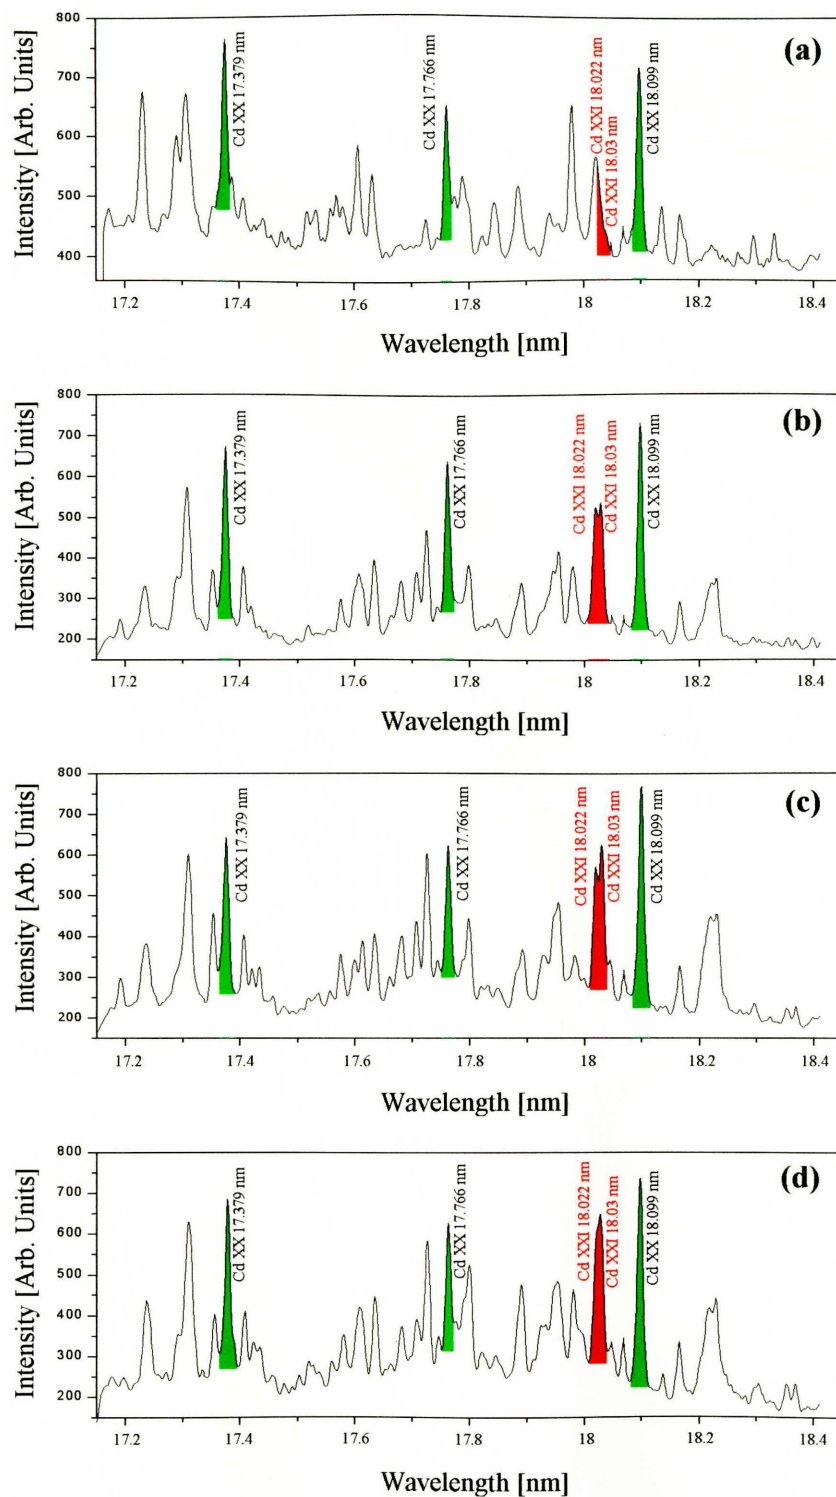 (a)
Intensity [Arb. Units]
800
700
600
500
400
Cd XX 17.379 nm
Cd XX 17.766 nm
Cd XXI 18.022 nm
Cd XXI 18.03 nm
Cd XX 18.099 nm
17.2 17.4 17.6 17.8 18 18.2 18.4
Wavelength [nm]
(b)
Intensity [Arb. Units]
800
700
600
500
400
300
200
Cd XX 17.379 nm
Cd XX 17.766 nm
Cd XXI 18.022 nm
Cd XXI 18.03 nm
Cd XX 18.099 nm
17.2 17.4 17.6 17.8 18 18.2 18.4
Wavelength [nm]
(c)
Intensity [Arb. Units]
800
700
600
500
400
300
200
Cd XX 17.379 nm
Cd XX 17.766 nm
Cd XXI 18.022 nm
Cd XXI 18.03 nm
Cd XX 18.099 nm
17.2 17.4 17.6 17.8 18 18.2 18.4
Wavelength [nm]
(d)
Intensity [Arb. Units]
800
700
600
500
400
300
200
Cd XX 17.379 nm
Cd XX 17.766 nm
Cd XXI 18.022 nm
Cd XXI 18.03 nm
Cd XX 18.099 nm
17.2 17.4 17.6 17.8 18 18.2 18.4
Wavelength [nm]